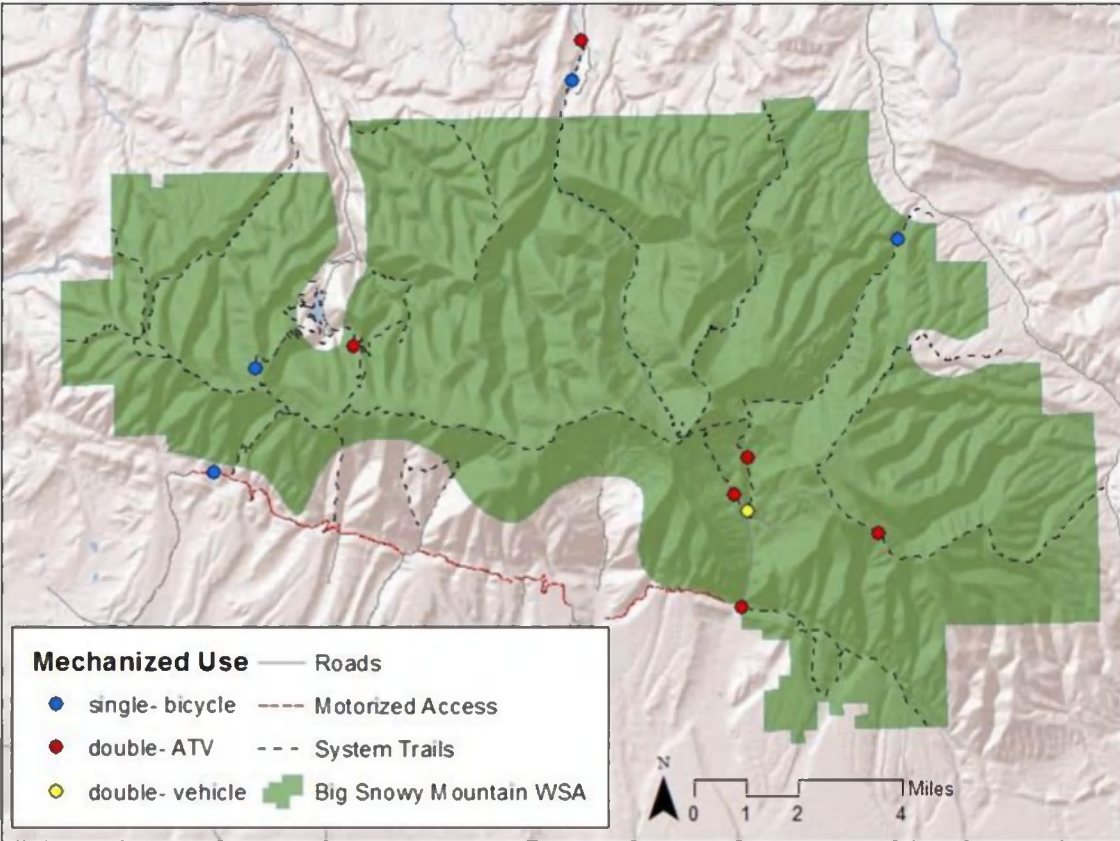 Mechanized Use
Roads
single- bicycle
Motorized Access
double- ATV
System Trails
double- vehicle
Big Snowy Mountain WSA
N
Miles
0 1 2 4